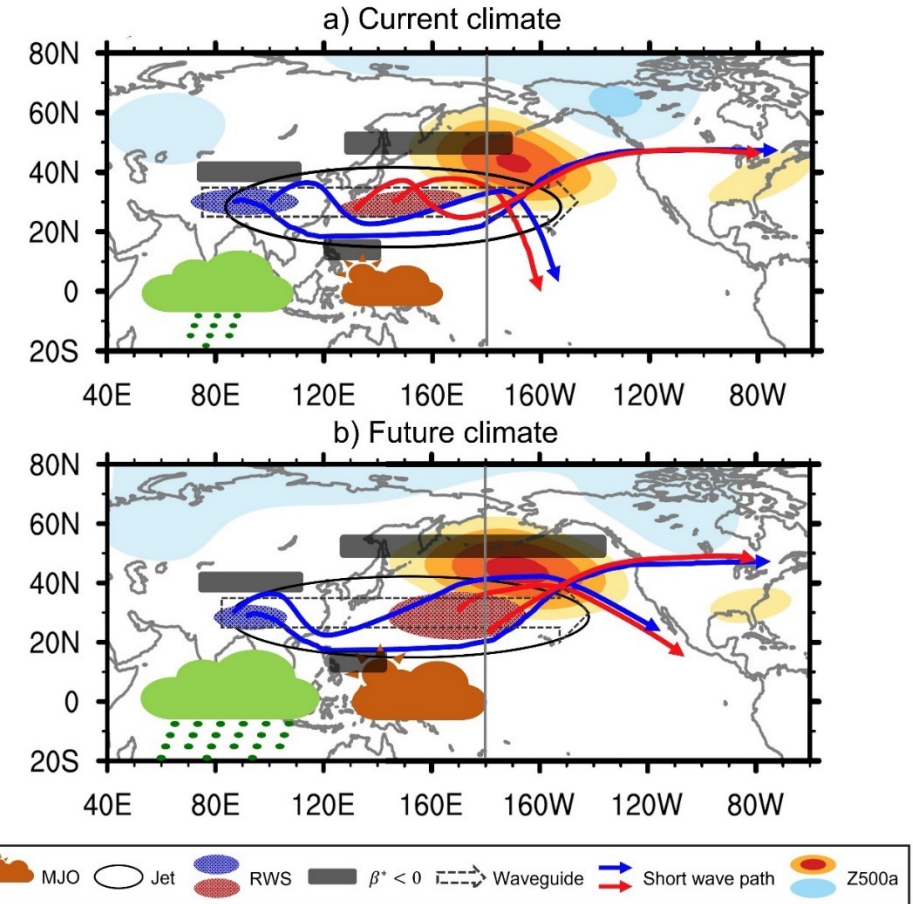 a) Current climate
80N
60N
40N
20N
0
20S
40E 80E 120E 160E 160W 120W 80W
b) Future climate
80N
60N
40N
20N
0
20S
40E 80E 120E 160E 160W 120W 80W
MJO Jet RWS β* < 0 Waveguide Short wave path Z500a